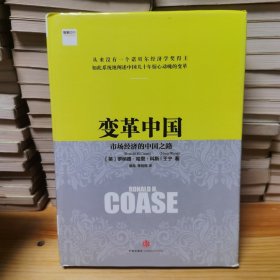 从来没有一个诺贝尔经济学奖得主
如此系统地阐述中国几十年惊心动魄的变革
变革中国
市场经济的中国之路
[英] 罗纳德·哈里·科斯 王宁 著
RONALD H.
COASE